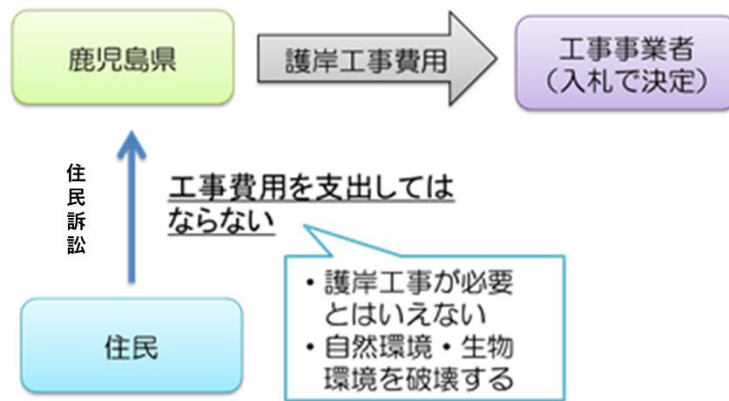 鹿児島県
護岸工事費用
工事事業者
（入札で決定）
住民訴訟
工事費用を支出しては
ならない
・護岸工事が必要
とはいえない
・自然環境・生物
環境を破壊する
住民